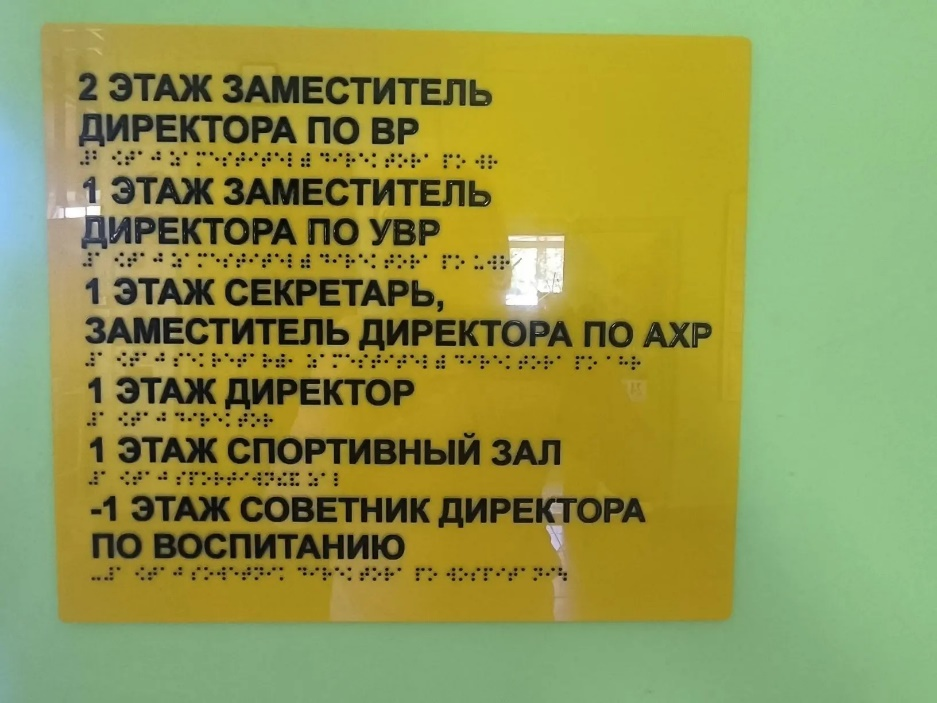 2 ЭТАЖ ЗАМЕСТИТЕЛЬ
ДИРЕКТОРА ПО ВР
1 ЭТАЖ ЗАМЕСТИТЕЛЬ
ДИРЕКТОРА ПО УВР
1 ЭТАЖ СЕКРЕТАРЬ,
ЗАМЕСТИТЕЛЬ ДИРЕКТОРА ПО АХР
1 ЭТАЖ ДИРЕКТОР
1 ЭТАЖ СПОРТИВНЫЙ ЗАЛ
-1 ЭТАЖ СОВЕТНИК ДИРЕКТОРА
ПО ВОСПИТАНИЮ